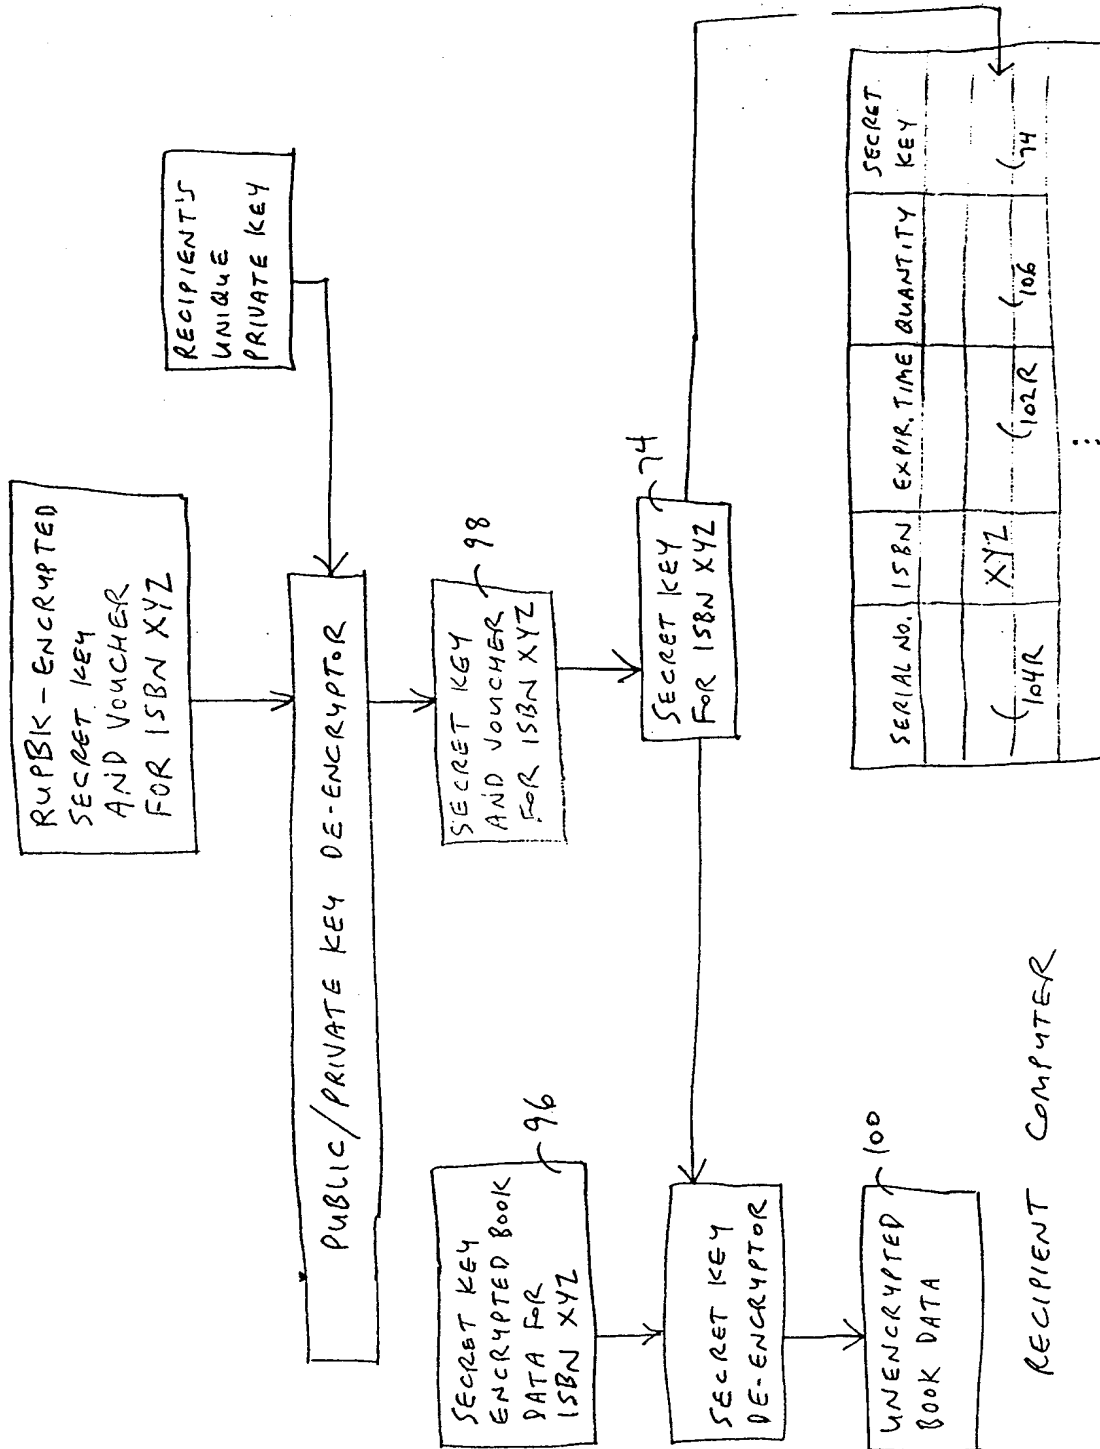 RUPBK-ENCRYPTED
SECRET KEY
AND VOUCHER
FOR ISBN XYZ
RECIPIENT'S
UNIQUE
PRIVATE KEY
PUBLIC/PRIVATE KEY DE-ENCRYPTOR
SECRET KEY
AND VOUCHER
FOR ISBN XYZ
98
SECRET KEY
ENCRYPTED BOOK
DATA FOR
ISBN XYZ
96
SECRET KEY
FOR ISBN XYZ
74
SECRET KEY
DE-ENCRYPTOR
UNENCRYPTED
BOOK DATA
100
SERIAL NO. ISBN EXPIR. TIME QUANTITY SECRET KEY
XYZ
104R 102R 106 74
RECIPIENT COMPUTER